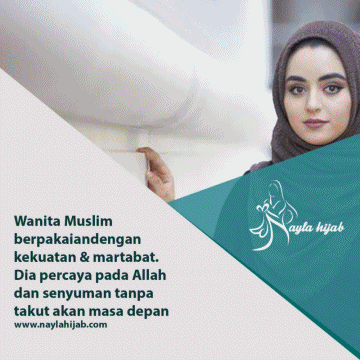 Nayla hijab
Wanita Muslim
berpakaiandengan
kekuatan & martabat.
Dia percaya pada Allah
dan senyuman tanpa
takut akan masa depan
www.naylahijab.com